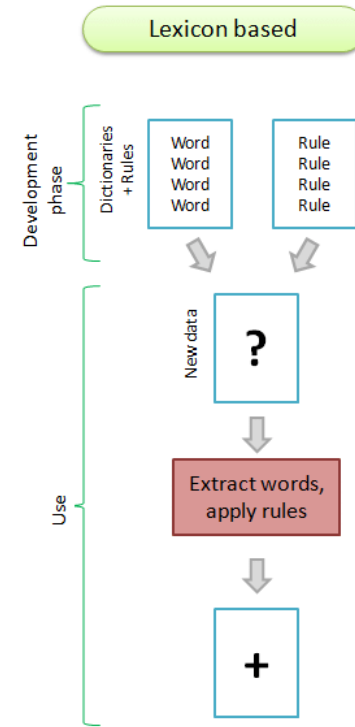 Lexicon based
Development
phase
Dictionaries
+ Rules
Word
Word
Word
Word
Rule
Rule
Rule
Rule
Use
New data
?
Extract words,
apply rules
+